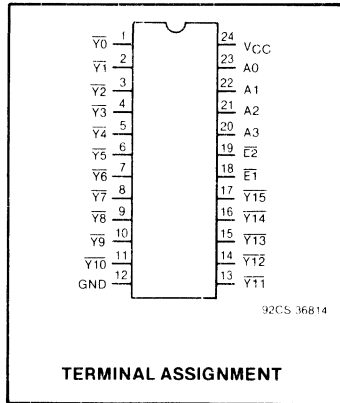 Y0 1 24 VCC
Y1 2 23 A0
Y2 3 22 A1
Y3 4 21 A2
Y4 5 20 A3
Y5 6 19 E2
Y6 7 18 E1
Y7 8 17 Y15
Y8 9 16 Y14
Y9 10 15 Y13
Y10 11 14 Y12
GND 12 13 Y11
92CS 36814
TERMINAL ASSIGNMENT